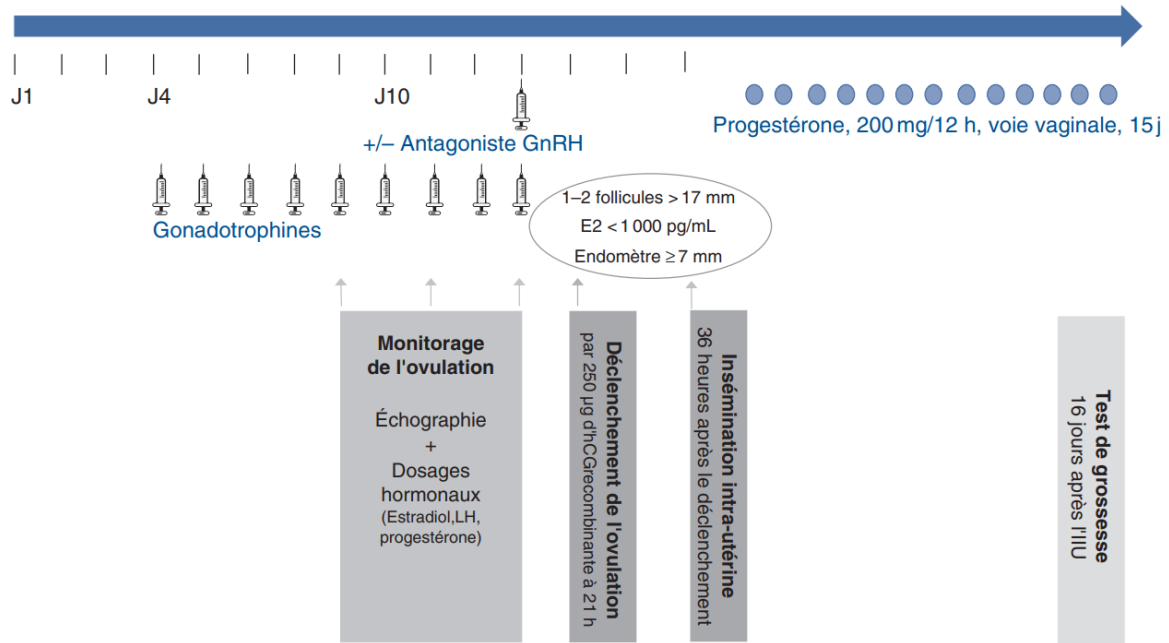 J1
J4
J10
+/– Antagoniste GnRH
Progestérone, 200 mg/12 h, voie vaginale, 15 j
Gonadotrophines
1–2 follicules > 17 mm
E2 < 1 000 pg/mL
Endomètre ≥ 7 mm
Monitorage
de l'ovulation
Échographie
+
Dosages
hormonaux
(Estradiol,LH,
progestérone)
Déclenchement de l'ovulation
par 250 µg d'hCGrecombinante à 21 h
Insémination intra-utérine
36 heures après le déclenchement
Test de grossesse
16 jours après l'IIU